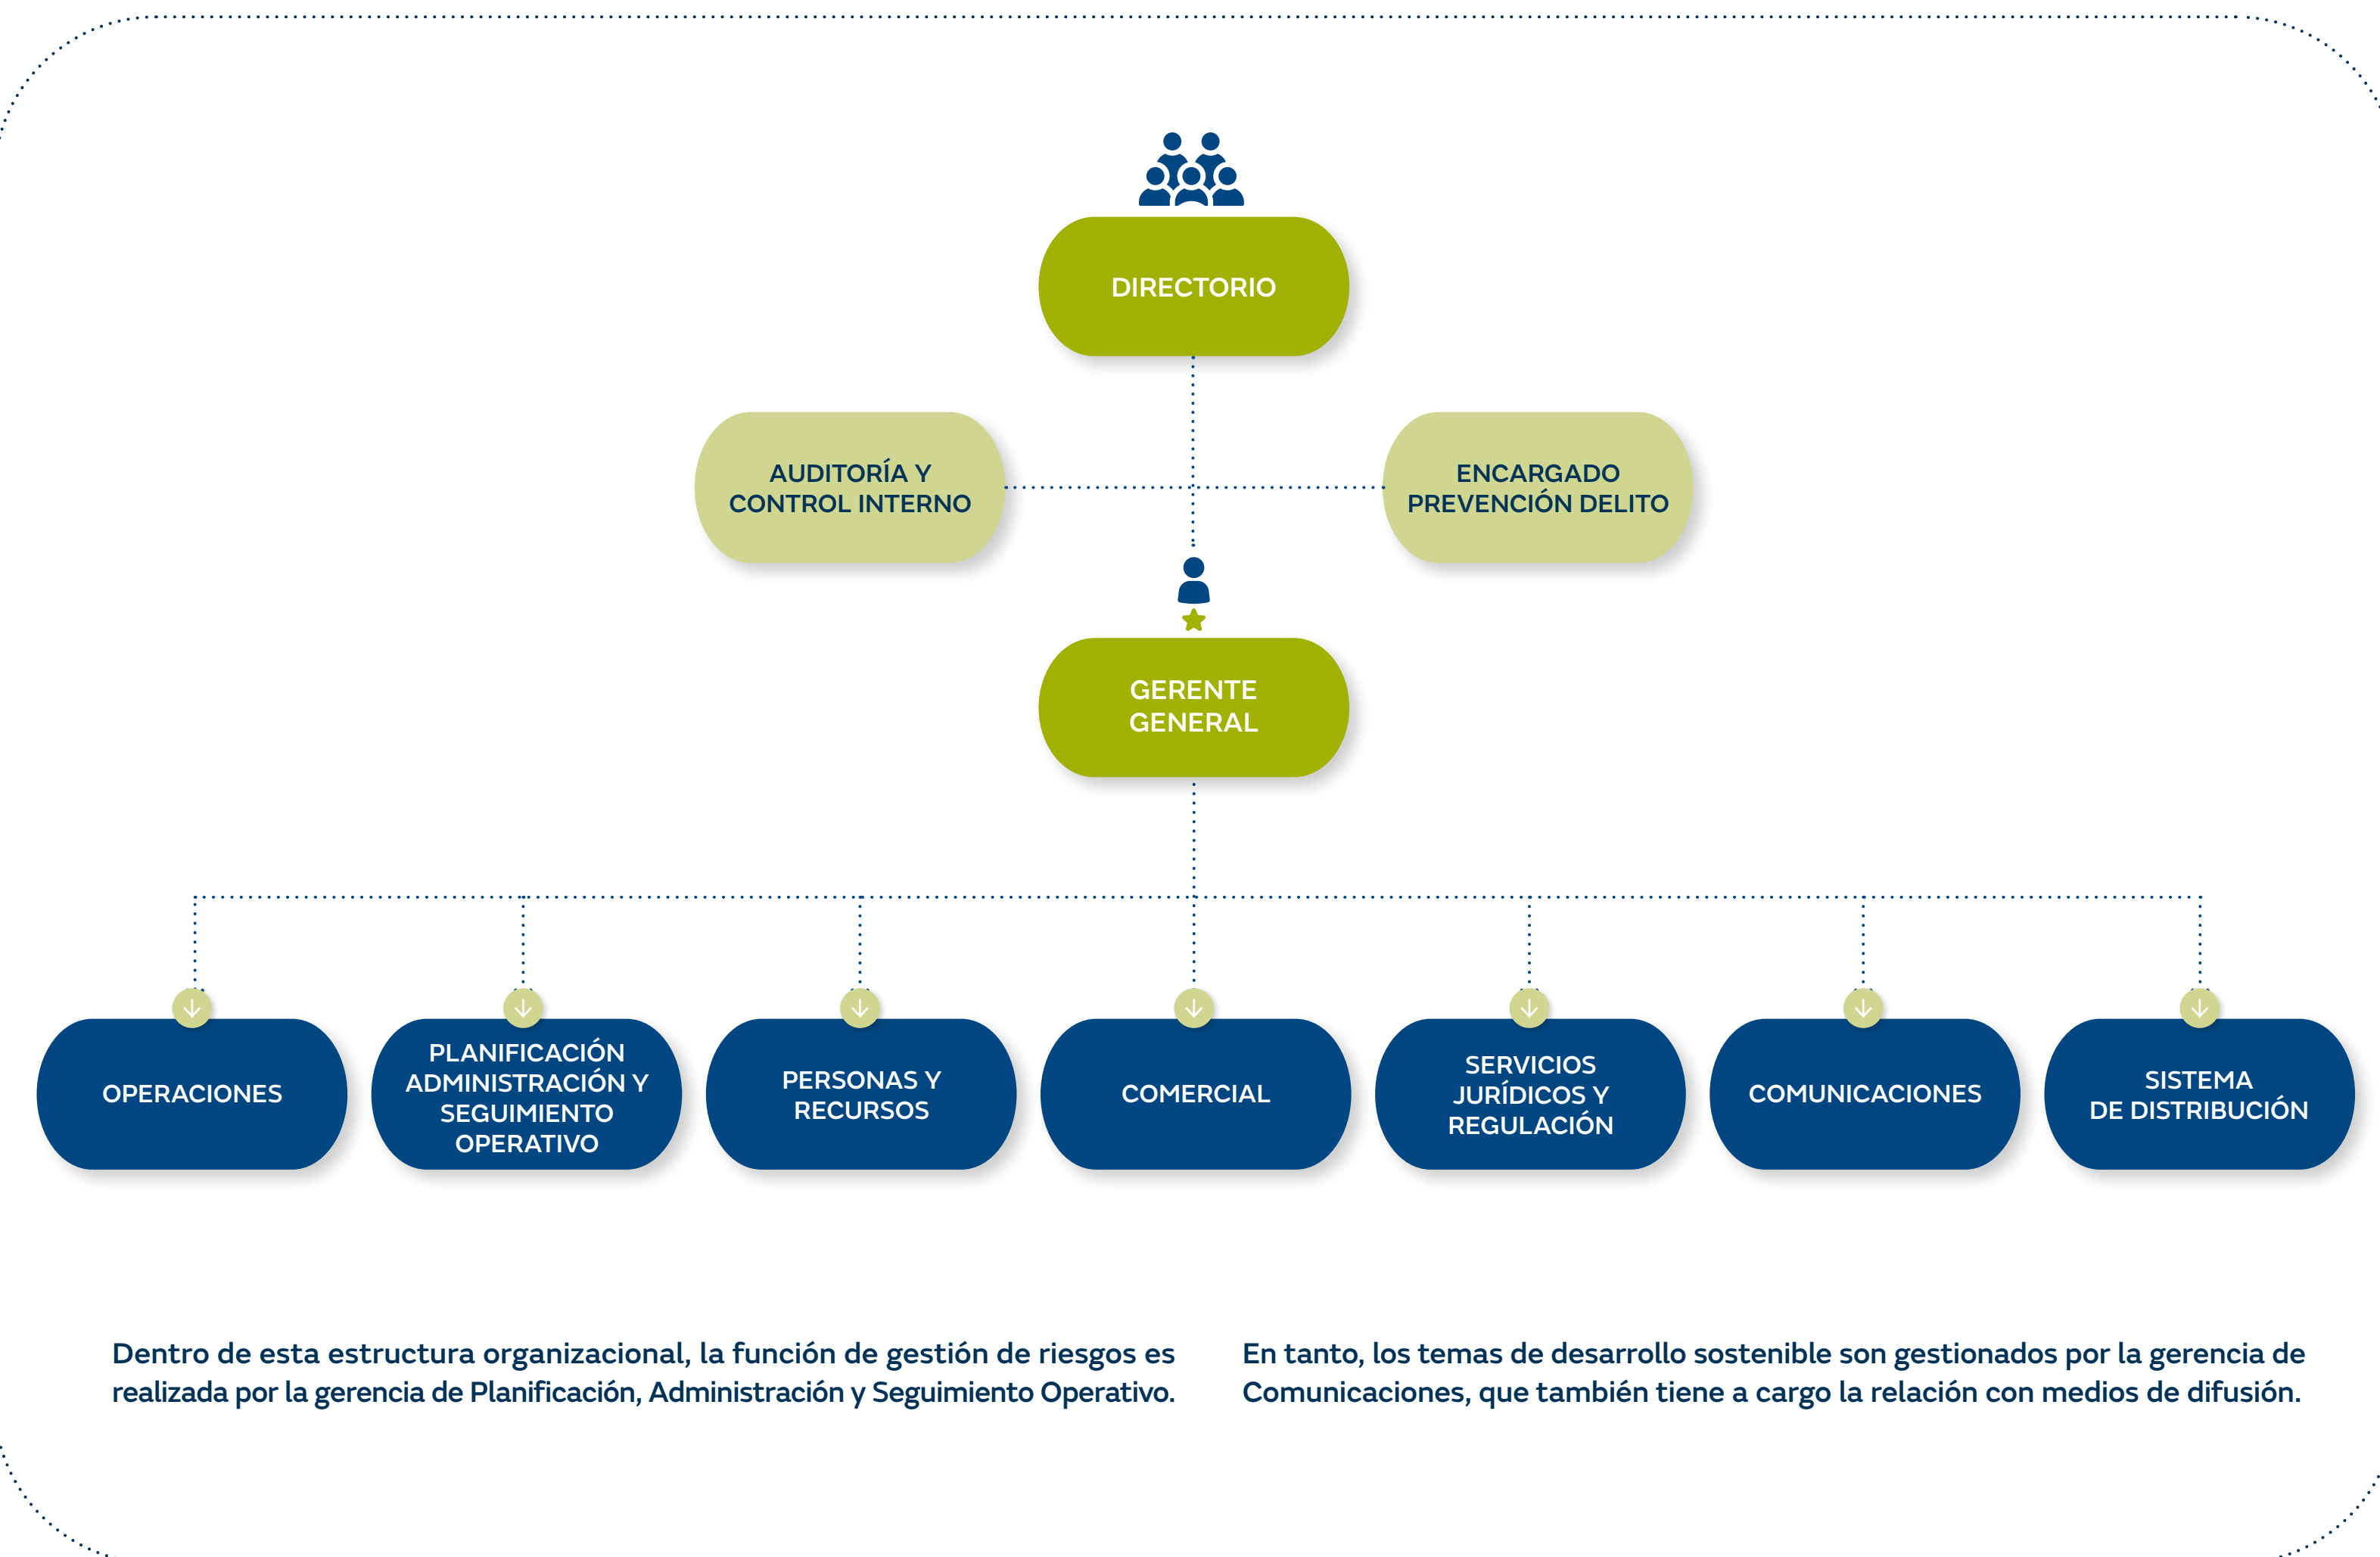 DIRECTORIO
AUDITORÍA Y
CONTROL INTERNO
ENCARGADO
PREVENCIÓN DELITO
GERENTE
GENERAL
OPERACIONES
PLANIFICACIÓN
ADMINISTRACIÓN Y
SEGUIMIENTO
OPERATIVO
PERSONAS Y
RECURSOS
COMERCIAL
SERVICIOS
JURÍDICOS Y
REGULACIÓN
COMUNICACIONES
SISTEMA
DE DISTRIBUCIÓN
Dentro de esta estructura organizacional, la función de gestión de riesgos es
realizada por la gerencia de Planificación, Administración y Seguimiento Operativo.
En tanto, los temas de desarrollo sostenible son gestionados por la gerencia de
Comunicaciones, que también tiene a cargo la relación con medios de difusión.